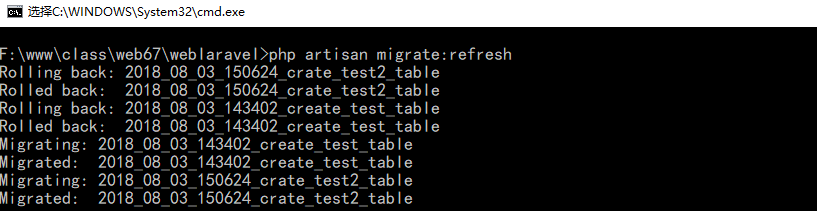 选择C:\WINDOWS\System32\cmd.exe
F:\www\class\web67\weblaravel>php artisan migrate:refresh
Rolling back: 2018_08_03_150624_crate_test2_table
Rolled back:  2018_08_03_150624_crate_test2_table
Rolling back: 2018_08_03_143402_create_test_table
Rolled back:  2018_08_03_143402_create_test_table
Migrating: 2018_08_03_143402_create_test_table
Migrated:  2018_08_03_143402_create_test_table
Migrating: 2018_08_03_150624_crate_test2_table
Migrated:  2018_08_03_150624_crate_test2_table